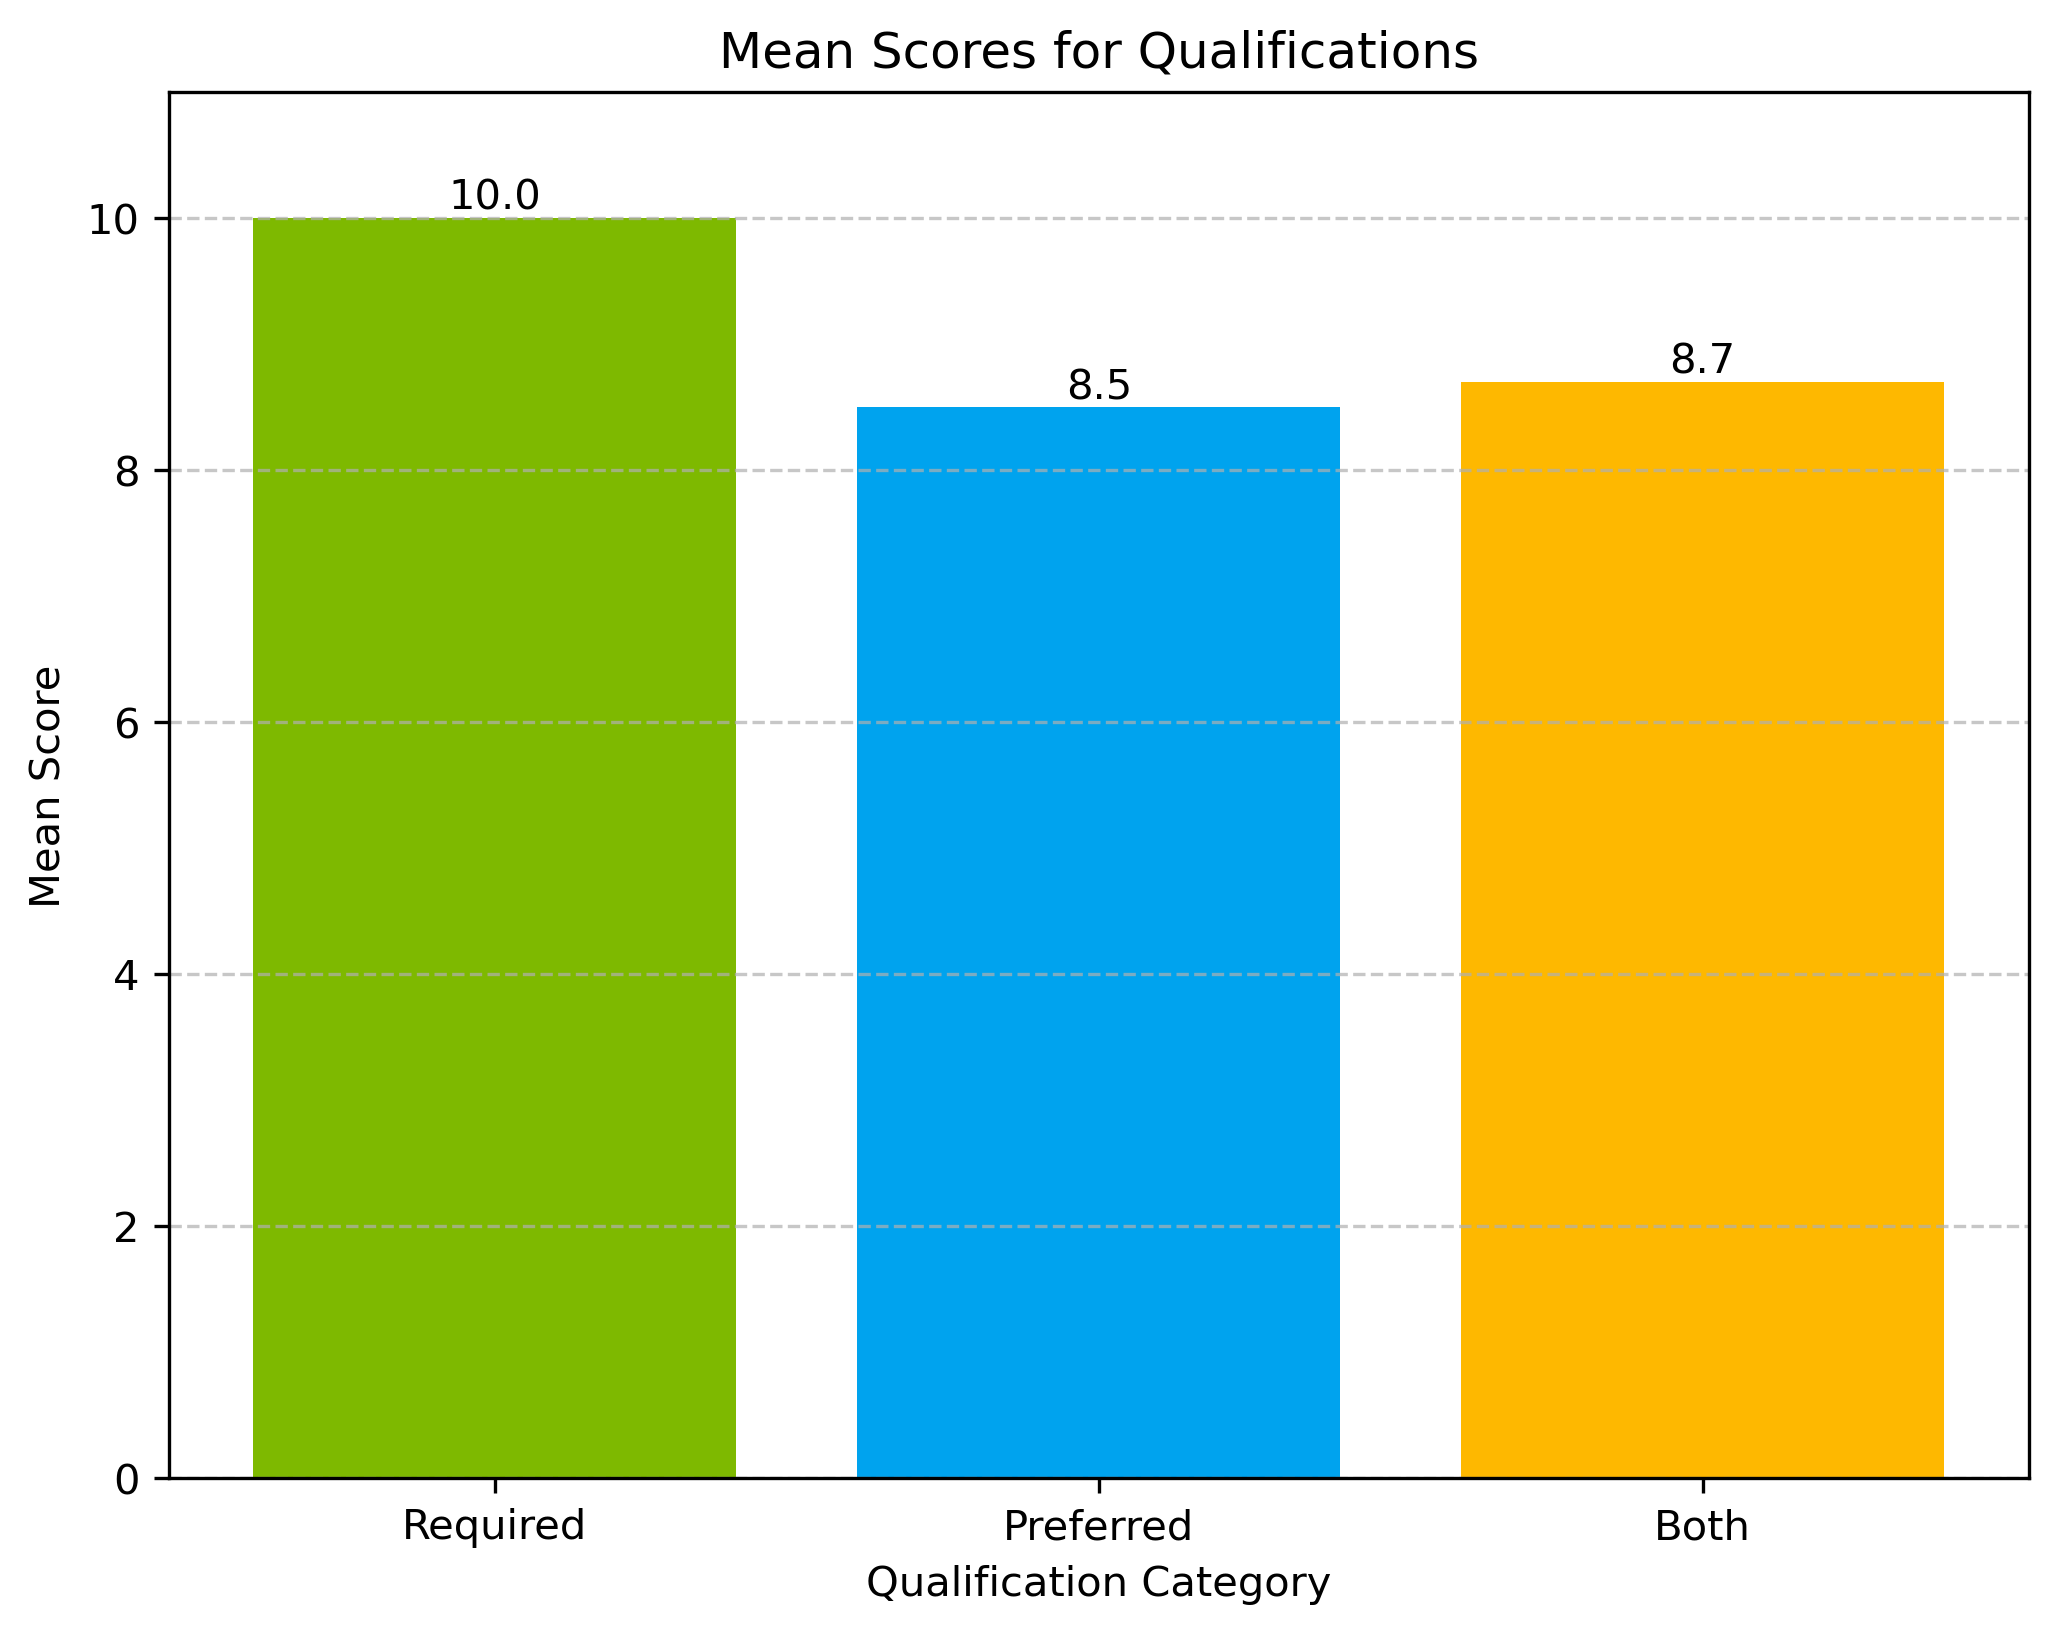 Mean Scores for Qualifications
10.0
8.5
8.7
10
8
6
4
2
0
Mean Score
Required
Preferred
Both
Qualification Category